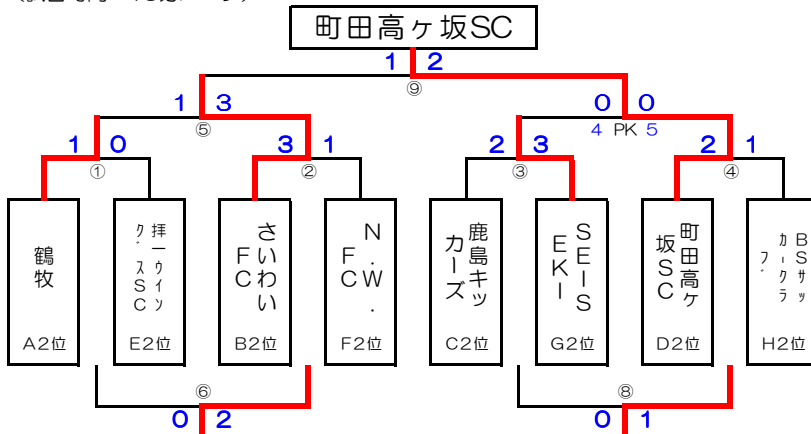 町田高ヶ坂SC
1 2
⑨
1 3
⑤
0 0
4 PK 5
1 0
①
3 1
②
2 3
③
2 1
④
鶴牧
A2位
拝一ウイン
グスSC
E2位
さいわい
FC
B2位
N.W.
FC
F2位
鹿島キッ
カーズ
C2位
SEIS
EKI
G2位
町田高ヶ
坂SC
D2位
BSサッ
カークラ
ブ
H2位
⑥
0 2
⑧
0 1